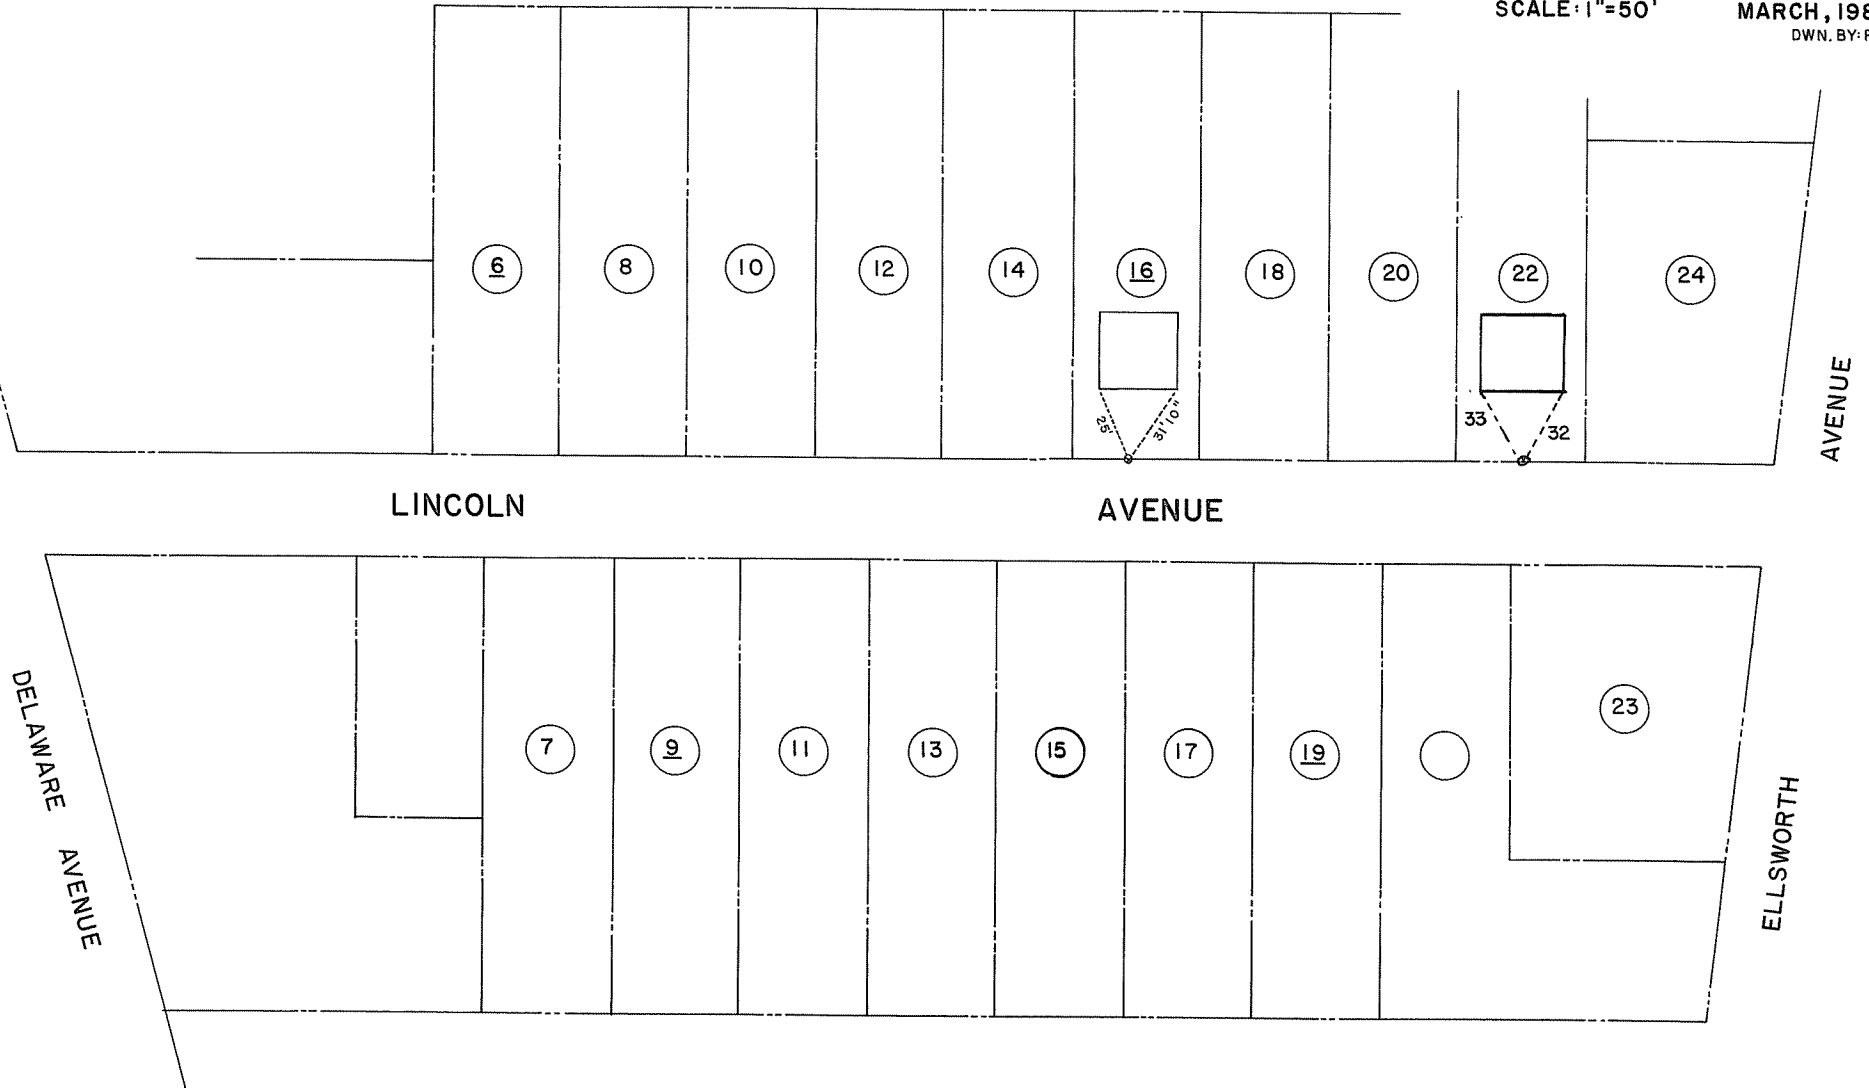 SCALE: 1"=50' MARCH, 198
DWN. BY:
6 8 10 12 14 16 18 20 22 24
25' 31'10" 33 32
AVENUE
LINCOLN AVENUE
23
7 9 11 13 15 17 19
DELAWARE AVENUE
ELLSWORTH